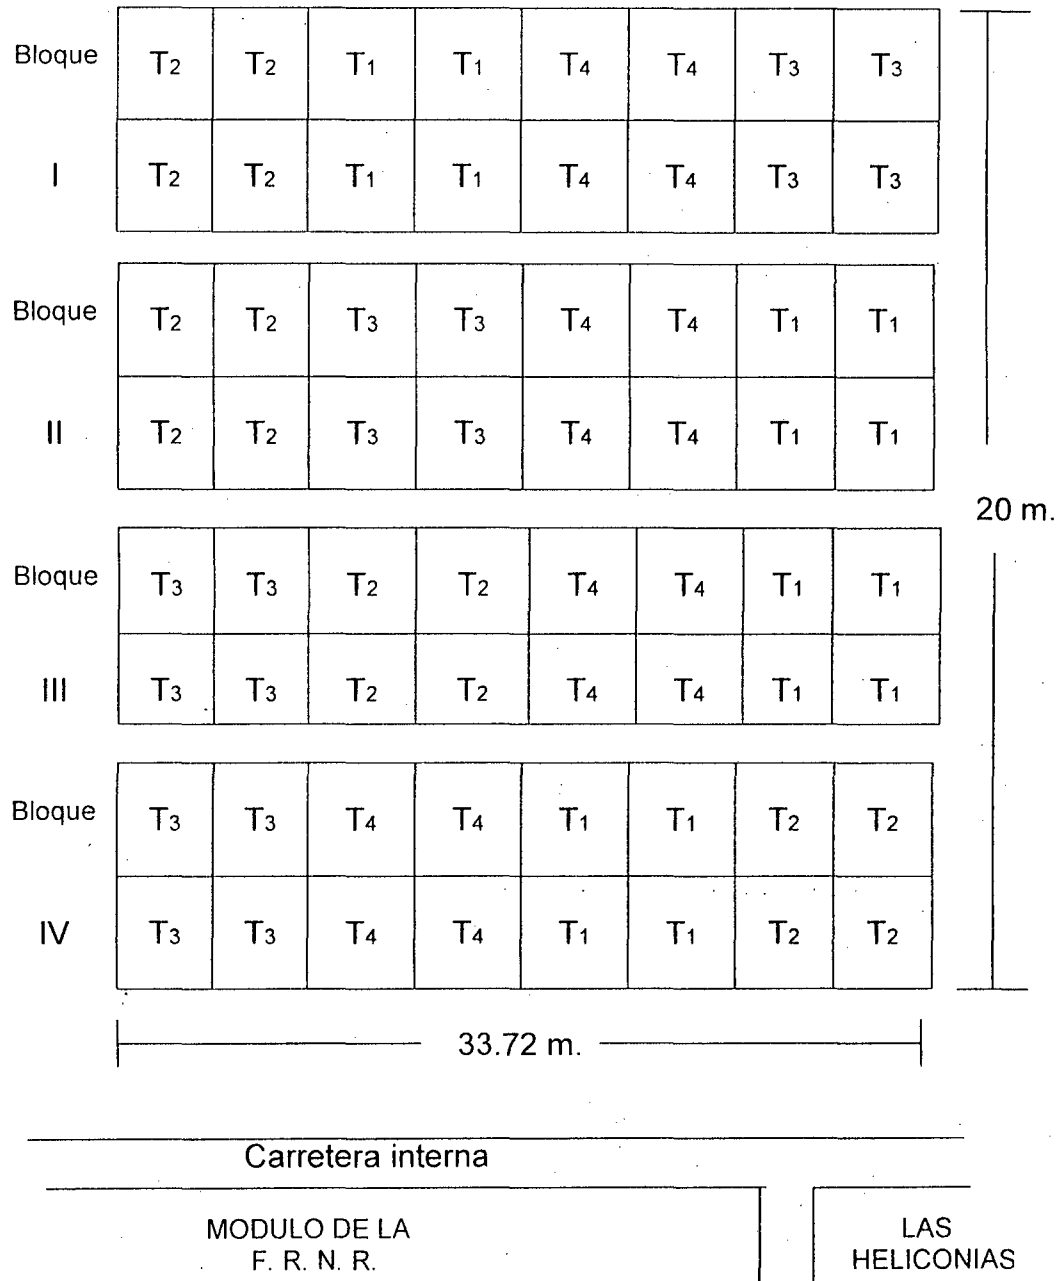 Bloque T2 T2 T1 T1 T4 T4 T3 T3
I T2 T2 T1 T1 T4 T4 T3 T3
Bloque T2 T2 T3 T3 T4 T4 T1 T1
II T2 T2 T3 T3 T4 T4 T1 T1
20 m.
Bloque T3 T3 T2 T2 T4 T4 T1 T1
III T3 T3 T2 T2 T4 T4 T1 T1
Bloque T3 T3 T4 T4 T1 T1 T2 T2
IV T3 T3 T4 T4 T1 T1 T2 T2
33.72 m.
Carretera interna
MODULO DE LA
F. R. N. R.
LAS
HELICONIAS